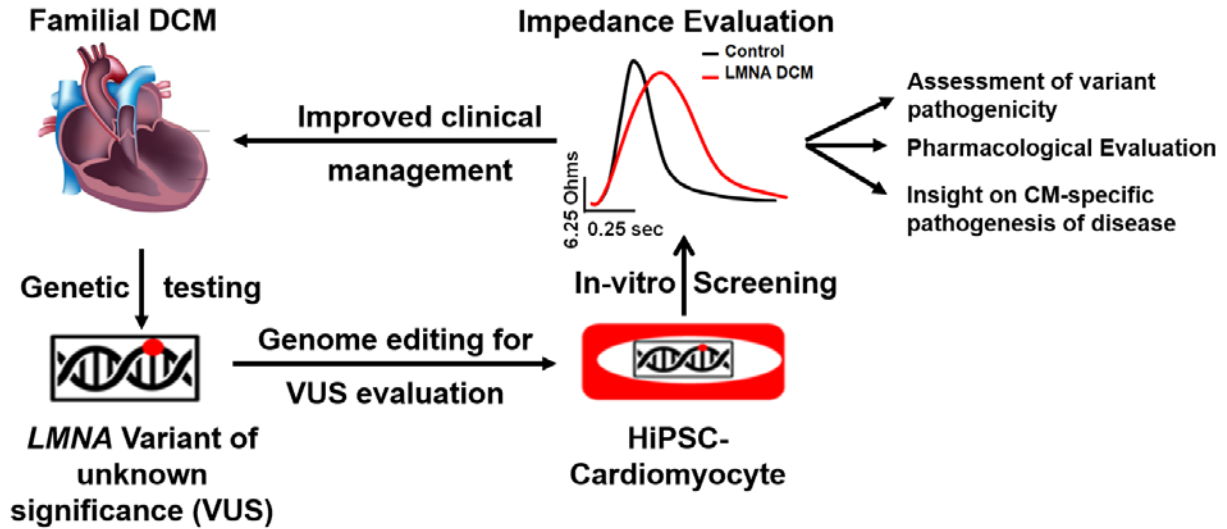 Familial DCM
Impedance Evaluation
Control
LMNA DCM
6.25 Ohms
0.25 sec
Assessment of variant
pathogenicity
Pharmacological Evaluation
Insight on CM-specific
pathogenesis of disease
Improved clinical
management
Genetic testing
In-vitro Screening
Genome editing for
VUS evaluation
LMNA Variant of
unknown
significance (VUS)
HiPSC-
Cardiomyocyte